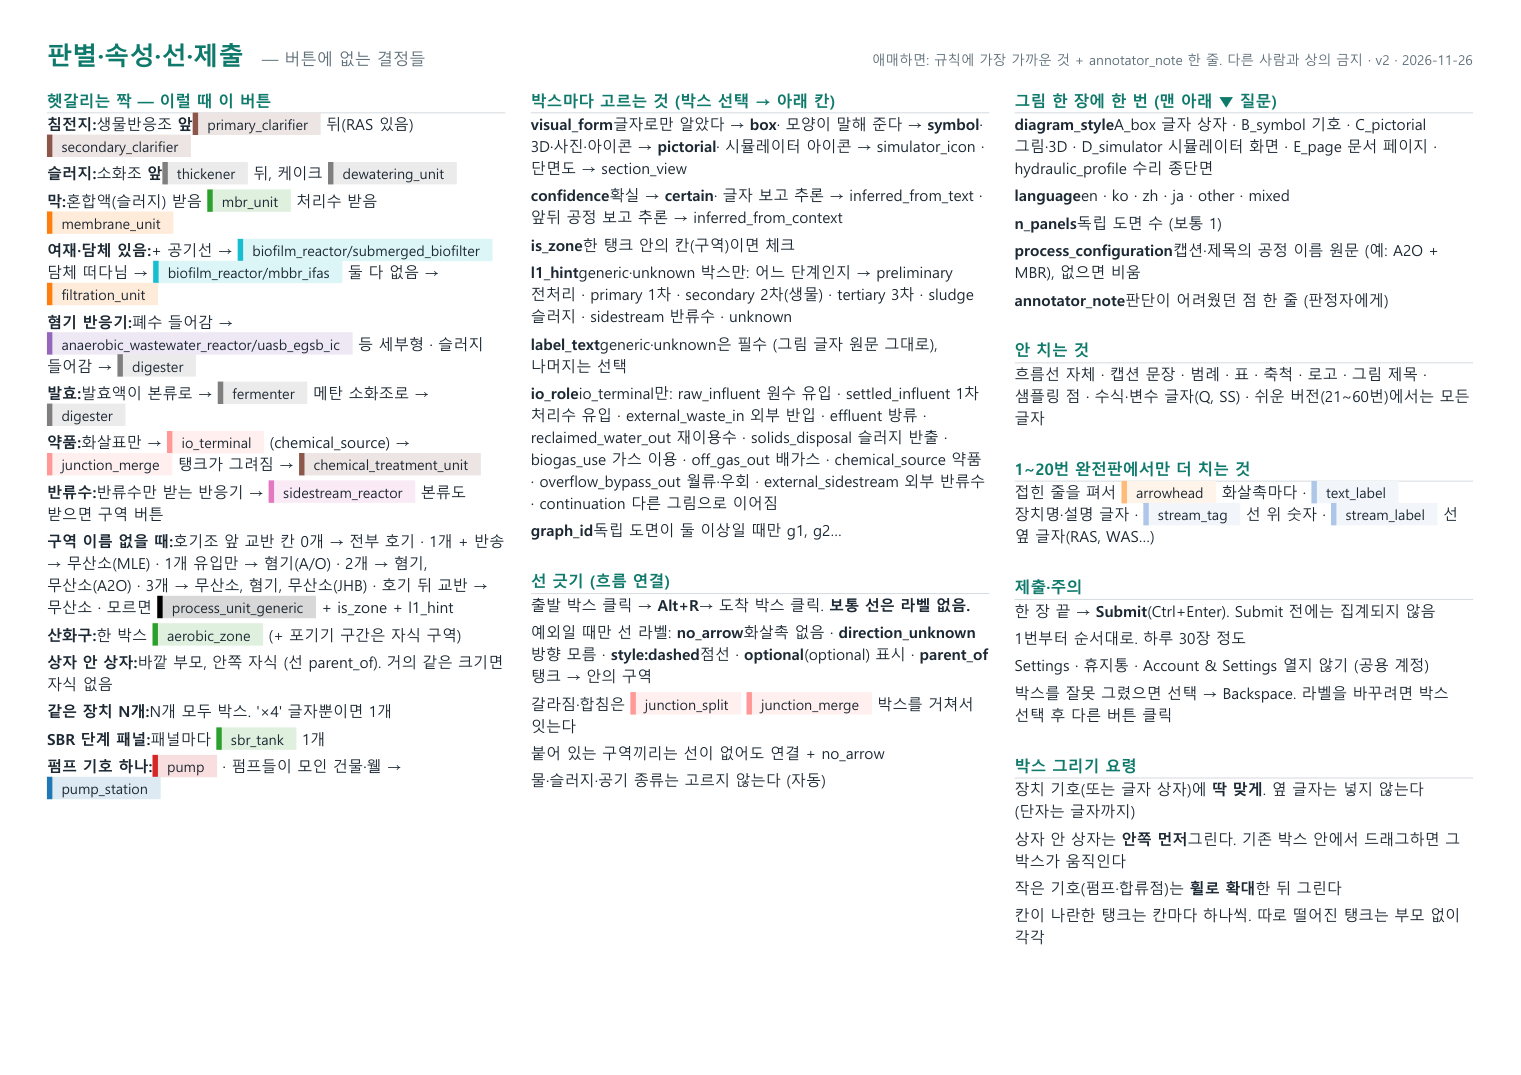 판별·속성·선·제출 — 버튼에 없는 결정들
애매하면: 규칙에 가장 가까운 것 + annotator_note 한 줄. 다른 사람과 상의 금지 · v2 · 2026-11-26
헷갈리는 짝 — 이럴 때 이 버튼
침전지:생물반응조 앞 primary_clarifier 뒤(RAS 있음)
secondary_clarifier
슬러지:소화조 앞 thickener 뒤, 케이크 dewatering_unit
막:혼합액(슬러지) 받음 mbr_unit 처리수 받음
membrane_unit
여재·담체 있음:+ 공기선 → biofilm_reactor/submerged_biofilter
담체 떠다님 → biofilm_reactor/mbbr_ifas 둘 다 없음 →
filtration_unit
혐기 반응기:폐수 들어감 →
anaerobic_wastewater_reactor/uasb_egsb_ic 등 세부형 · 슬러지
들어감 → digester
발효:발효액이 본류로 → fermenter 메탄 소화조로 →
digester
약품:화살표만 → io_terminal (chemical_source) →
junction_merge 탱크가 그려짐 → chemical_treatment_unit
반류수:반류수만 받는 반응기 → sidestream_reactor 본류도
받으면 구역 버튼
구역 이름 없을 때:호기조 앞 교반 칸 0개 → 전부 호기 · 1개 + 반송
→ 무산소(MLE) · 1개 유입만 → 혐기(A/O) · 2개 → 혐기,
무산소(A2O) · 3개 → 무산소, 혐기, 무산소(JHB) · 호기 뒤 교반 →
무산소 · 모르면 process_unit_generic + is_zone + l1_hint
산화구:한 박스 aerobic_zone (+ 포기기 구간은 자식 구역)
상자 안 상자:바깥 부모, 안쪽 자식 (선 parent_of). 거의 같은 크기면
자식 없음
같은 장치 N개:N개 모두 박스. '×4' 글자뿐이면 1개
SBR 단계 패널:패널마다 sbr_tank 1개
펌프 기호 하나: pump · 펌프들이 모인 건물·웰 →
pump_station
박스마다 고르는 것 (박스 선택 → 아래 칸)
visual_form글자로만 알았다 → box· 모양이 말해 준다 → symbol·
3D·사진·아이콘 → pictorial· 시뮬레이터 아이콘 → simulator_icon ·
단면도 → section_view
confidence확실 → certain· 글자 보고 추론 → inferred_from_text ·
앞뒤 공정 보고 추론 → inferred_from_context
is_zone한 탱크 안의 칸(구역)이면 체크
l1_hintgeneric·unknown 박스만: 어느 단계인지 → preliminary
전처리 · primary 1차 · secondary 2차(생물) · tertiary 3차 · sludge
슬러지 · sidestream 반류수 · unknown
label_textgeneric·unknown은 필수 (그림 글자 원문 그대로),
나머지는 선택
io_roleio_terminal만: raw_influent 원수 유입 · settled_influent 1차
처리수 유입 · external_waste_in 외부 반입 · effluent 방류 ·
reclaimed_water_out 재이용수 · solids_disposal 슬러지 반출 ·
biogas_use 가스 이용 · off_gas_out 배가스 · chemical_source 약품
· overflow_bypass_out 월류·우회 · external_sidestream 외부 반류수
· continuation 다른 그림으로 이어짐
graph_id독립 도면이 둘 이상일 때만 g1, g2…
선 긋기 (흐름 연결)
출발 박스 클릭 → Alt+R→ 도착 박스 클릭. 보통 선은 라벨 없음.
예외일 때만 선 라벨: no_arrow화살촉 없음 · direction_unknown
방향 모름 · style:dashed점선 · optional(optional) 표시 · parent_of
탱크 → 안의 구역
갈라짐·합침은 junction_split junction_merge 박스를 거쳐서
잇는다
붙어 있는 구역끼리는 선이 없어도 연결 + no_arrow
물·슬러지·공기 종류는 고르지 않는다 (자동)
그림 한 장에 한 번 (맨 아래 ▼ 질문)
diagram_styleA_box 글자 상자 · B_symbol 기호 · C_pictorial
그림·3D · D_simulator 시뮬레이터 화면 · E_page 문서 페이지 ·
hydraulic_profile 수리 종단면
languageen · ko · zh · ja · other · mixed
n_panels독립 도면 수 (보통 1)
process_configuration캡션·제목의 공정 이름 원문 (예: A2O +
MBR), 없으면 비움
annotator_note판단이 어려웠던 점 한 줄 (판정자에게)
안 치는 것
흐름선 자체 · 캡션 문장 · 범례 · 표 · 축척 · 로고 · 그림 제목 ·
샘플링 점 · 수식·변수 글자(Q, SS) · 쉬운 버전(21~60번)에서는 모든
글자
1~20번 완전판에서만 더 치는 것
접힌 줄을 펴서 arrowhead 화살촉마다 · text_label
장치명·설명 글자 · stream_tag 선 위 숫자 · stream_label 선
옆 글자(RAS, WAS…)
제출·주의
한 장 끝 → Submit(Ctrl+Enter). Submit 전에는 집계되지 않음
1번부터 순서대로. 하루 30장 정도
Settings · 휴지통 · Account & Settings 열지 않기 (공용 계정)
박스를 잘못 그렸으면 선택 → Backspace. 라벨을 바꾸려면 박스
선택 후 다른 버튼 클릭
박스 그리기 요령
장치 기호(또는 글자 상자)에 딱 맞게. 옆 글자는 넣지 않는다
(단자는 글자까지)
상자 안 상자는 안쪽 먼저그린다. 기존 박스 안에서 드래그하면 그
박스가 움직인다
작은 기호(펌프·합류점)는 휠로 확대한 뒤 그린다
칸이 나란한 탱크는 칸마다 하나씩. 따로 떨어진 탱크는 부모 없이
각각